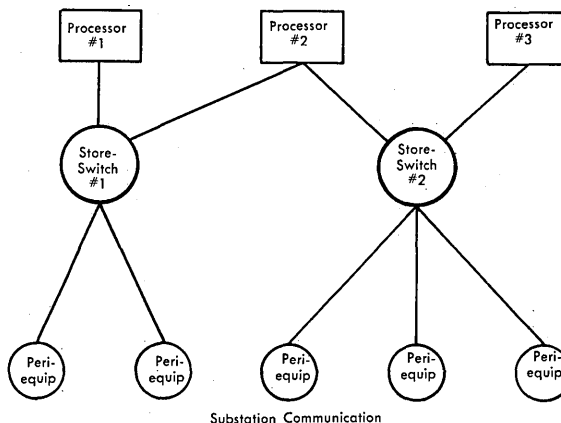 Processor
#1
Processor
#2
Processor
#3
Store-
Switch
#1
Store-
Switch
#2
Peri-
equip
Peri-
equip
Peri-
equip
Peri-
equip
Peri-
equip
Substation Communication